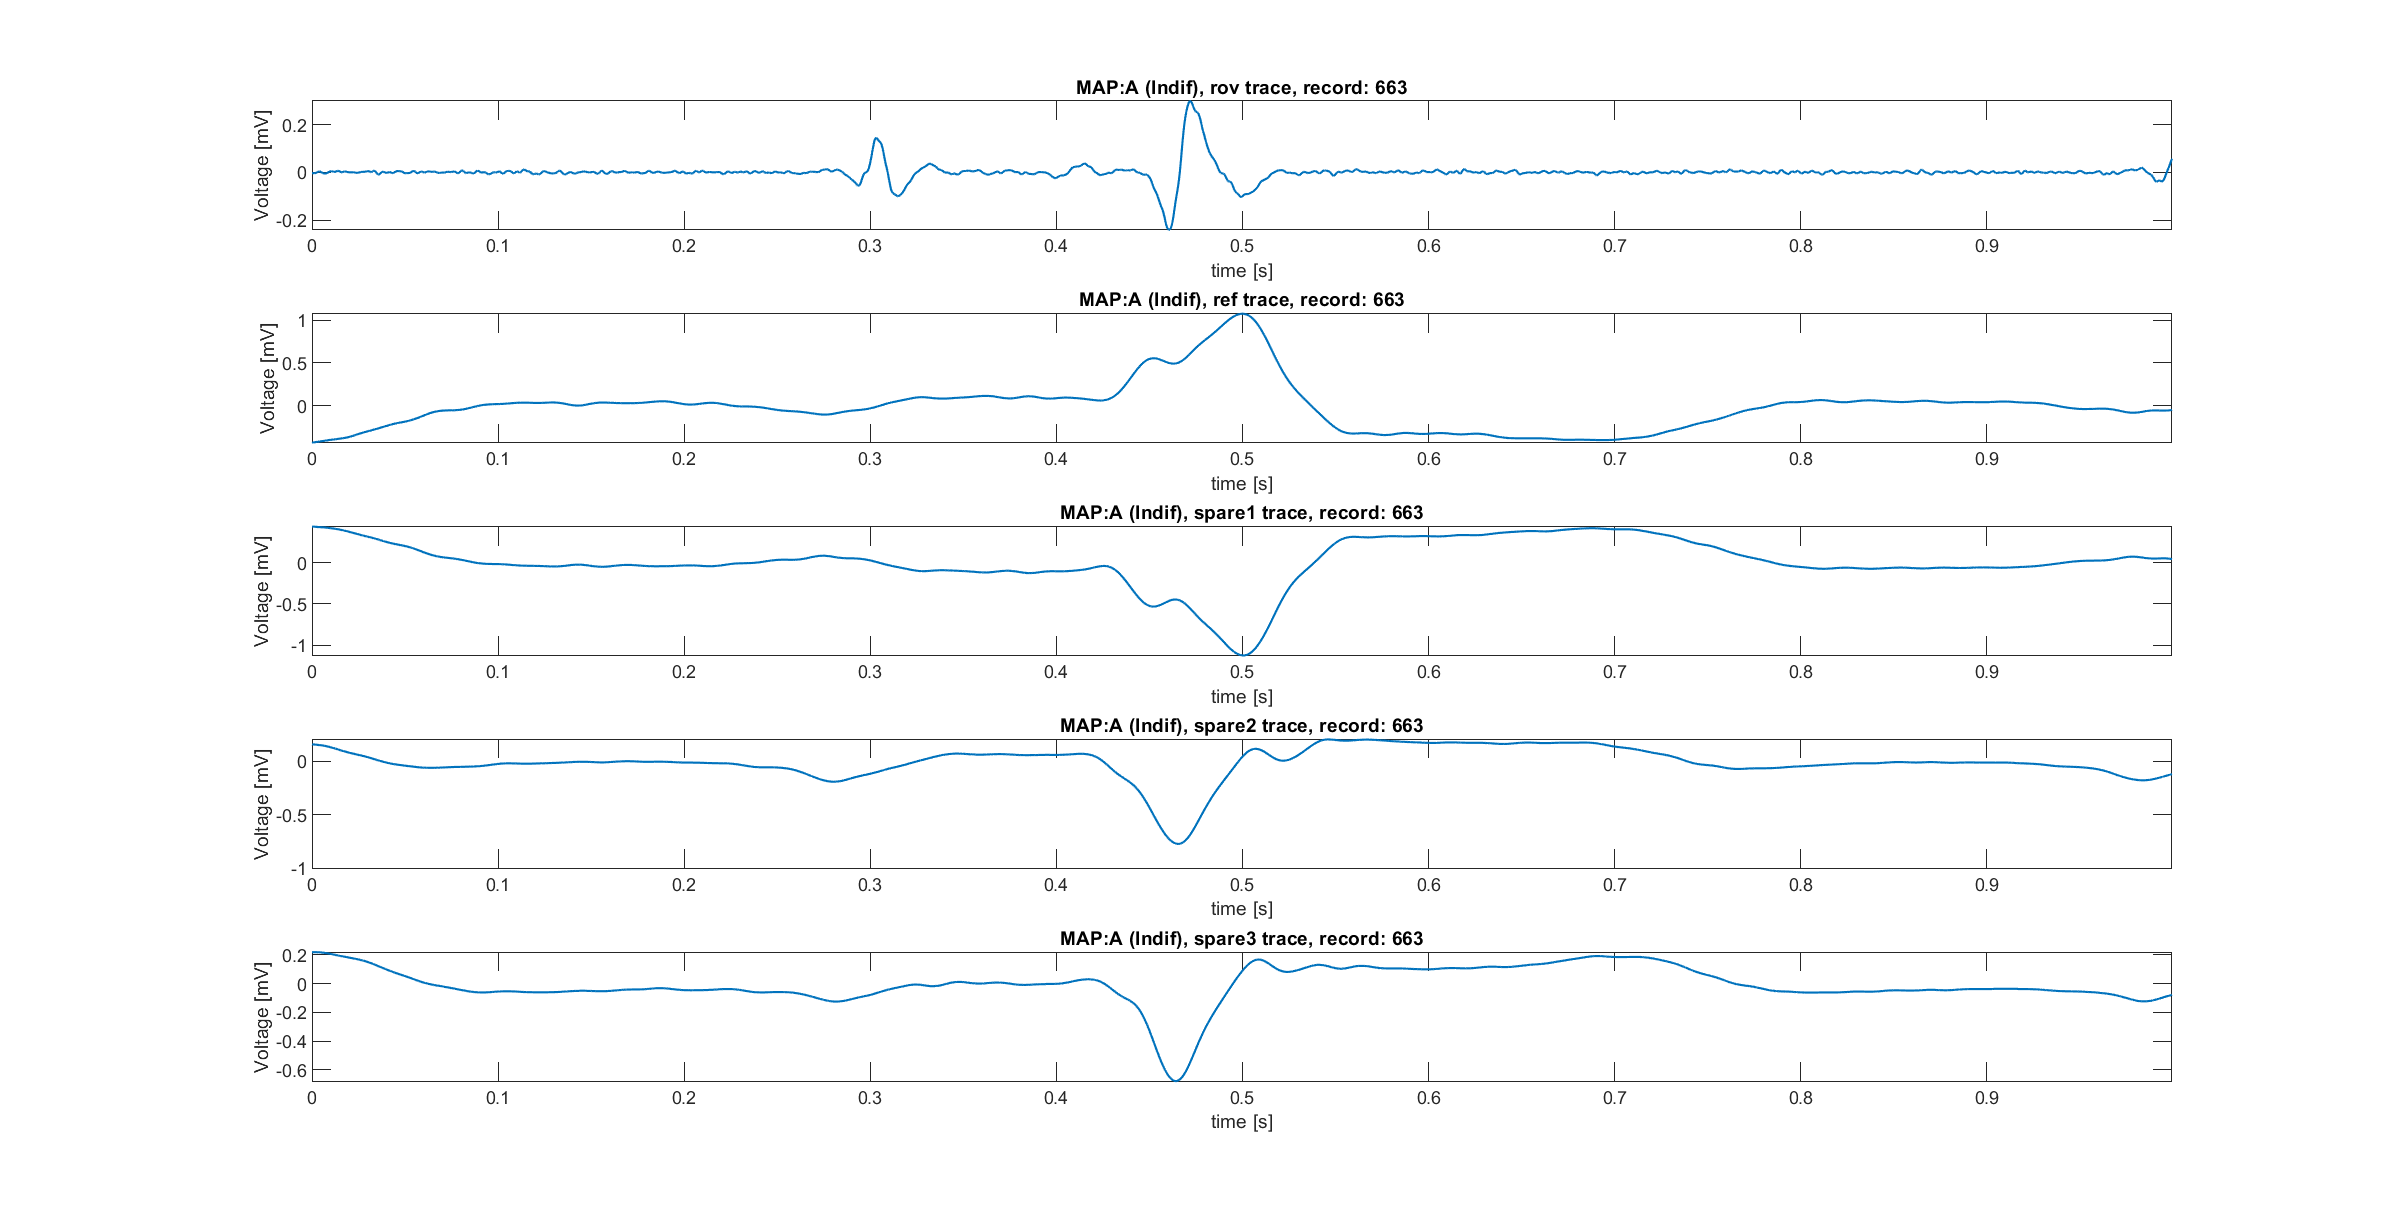 MAP:A (Indif), rov trace, record: 663
Voltage [mV]
0.2
0
-0.2
0 0.1 0.2 0.3 0.4 0.5 0.6 0.7 0.8 0.9
time [s]
MAP:A (Indif), ref trace, record: 663
Voltage [mV]
1
0.5
0
0 0.1 0.2 0.3 0.4 0.5 0.6 0.7 0.8 0.9
time [s]
MAP:A (Indif), spare1 trace, record: 663
Voltage [mV]
0
-0.5
-1
0 0.1 0.2 0.3 0.4 0.5 0.6 0.7 0.8 0.9
time [s]
MAP:A (Indif), spare2 trace, record: 663
Voltage [mV]
0
-0.5
-1
0 0.1 0.2 0.3 0.4 0.5 0.6 0.7 0.8 0.9
time [s]
MAP:A (Indif), spare3 trace, record: 663
Voltage [mV]
0.2
0
-0.2
-0.4
-0.6
0 0.1 0.2 0.3 0.4 0.5 0.6 0.7 0.8 0.9
time [s]